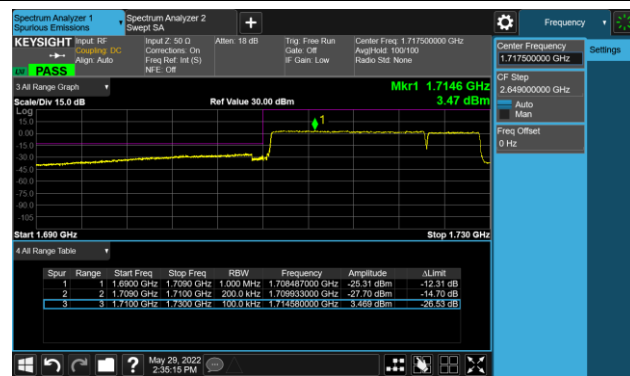 Spectrum Analyzer 1
Spurious Emissions
Spectrum Analyzer 2
Swept SA
+
Frequency
KEYSIGHT
Input: RF
Coupling: DC
Align: Auto
Input Z: 50 Ω
Corrections: On
Freq Ref: Int (S)
NFE: Off
Atten: 18 dB
Trig: Free Run
Gate: Off
IF Gain: Low
Center Freq: 1.717500000 GHz
Avg|Hold: 100/100
Radio Std: None
PASS
Center Frequency
1.717500000 GHz
Settings
CF Step
2.649000000 GHz
Auto
Man
Freq Offset
0 Hz
3 All Range Graph
Mkr1 1.7146 GHz
3.47 dBm
Scale/Div 15.0 dB
Ref Value 30.00 dBm
Log
15.0
0.00
-15.0
-30.0
-45.0
-60.0
-75.0
-90.0
-105
1
Start 1.690 GHz
Stop 1.730 GHz
4 All Range Table
Spur Range Start Freq Stop Freq RBW Frequency Amplitude ΔLimit
1 1 1.6900 GHz 1.7090 GHz 1.000 MHz 1.708487000 GHz -25.31 dBm -12.31 dB
2 2 1.7090 GHz 1.7100 GHz 200.0 kHz 1.709933000 GHz -27.70 dBm -14.70 dB
3 3 1.7100 GHz 1.7300 GHz 100.0 kHz 1.714580000 GHz 3.469 dBm -26.53 dB
?
May 29, 2022
2:35:15 PM